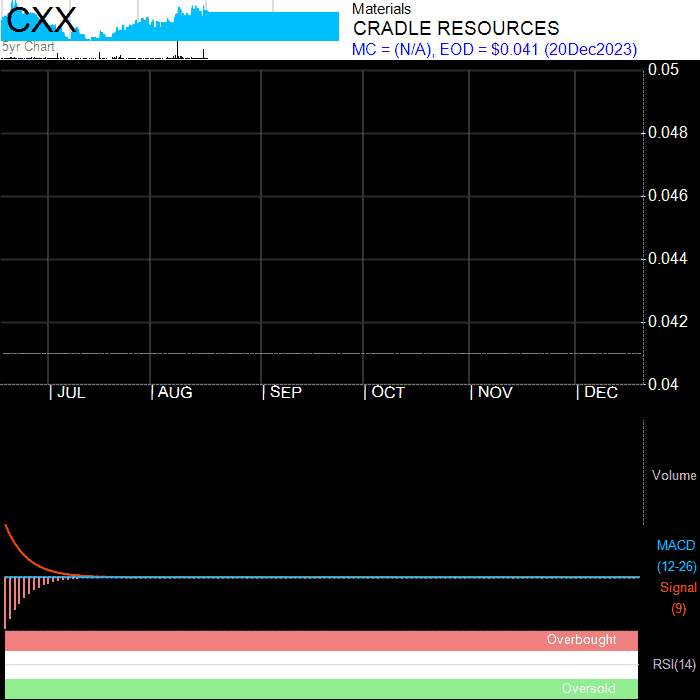 CXX
5yr Chart
Materials
CRADLE RESOURCES
MC = (N/A), EOD = $0.041 (20Dec2023)
0.05
0.048
0.046
0.044
0.042
0.04
JUL AUG SEP OCT NOV DEC
Volume
MACD
(12-26)
Signal
(9)
Overbought
RSI(14)
Oversold